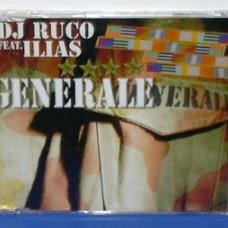 DJ RUCO
FEAT. ILIAS
GENERALE